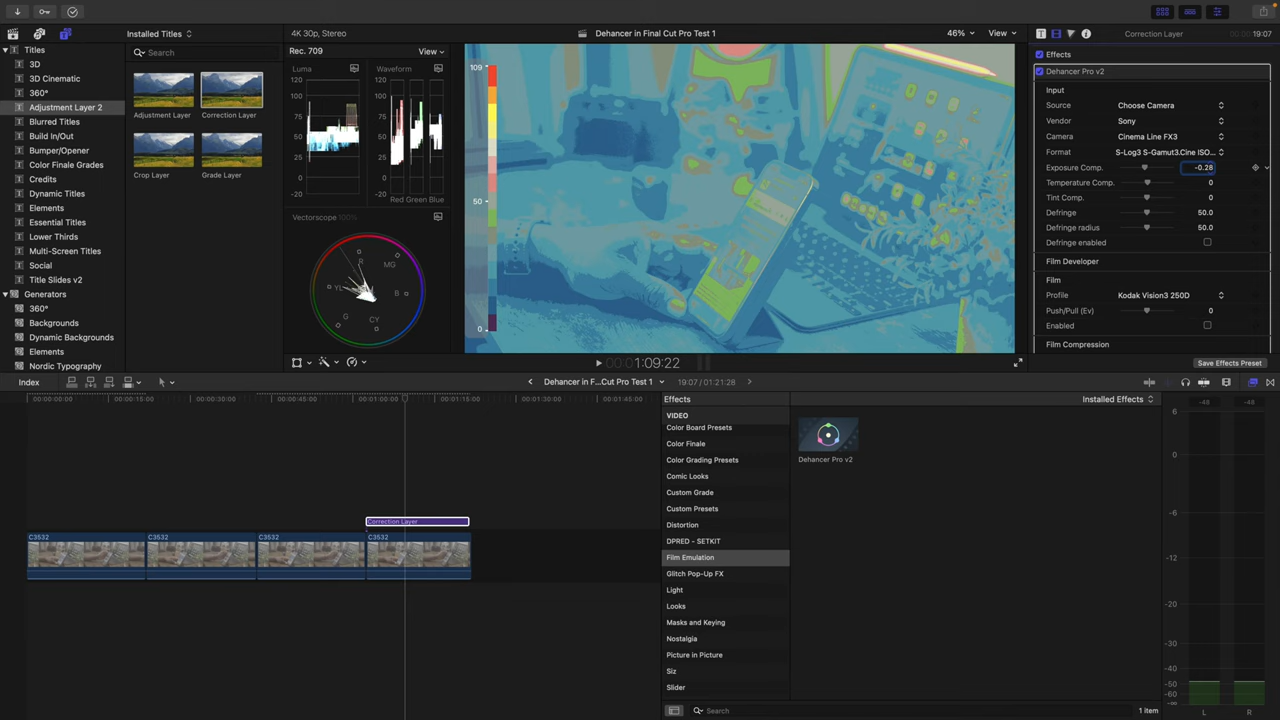 Installed Titles
4K 30p, Stereo
Dehancer in Final Cut Pro Test 1
46%
View
Correction Layer
00:00:19:07
Titles
3D
3D Cinematic
360°
Adjustment Layer 2
Blurred Titles
Build In/Out
Bumper/Opener
Color Finale Grades
Credits
Dynamic Titles
Elements
Essential Titles
Lower Thirds
Multi-Screen Titles
Social
Title Slides v2
Generators
360°
Backgrounds
Dynamic Backgrounds
Elements
Nordic Typography
Search
Adjustment Layer
Correction Layer
Crop Layer
Grade Layer
Rec. 709
View
Luma
120
100
75
50
25
0
-20
Waveform
120
100
75
50
25
0
-20
Red Green Blue
Vectorscope 100%
R
MG
B
CY
G
YL
109
50
0
00:00:1:09:22
Effects
Dehancer Pro v2
Input
Source Choose Camera
Vendor Sony
Camera Cinema Line FX3
Format S-Log3 S-Gamut3.Cine ISO...
Exposure Comp. -0.28
Temperature Comp. 0
Tint Comp. 0
Defringe 50.0
Defringe radius 50.0
Defringe enabled
Film Developer
Film
Profile Kodak Vision3 250D
Push/Pull (Ev) 0
Enabled
Film Compression
Save Effects Preset
Index
Dehancer in F...Cut Pro Test 1
19:07 / 01:21:28
00:00:00:00
00:00:15:00
00:00:30:00
00:00:45:00
00:01:00:00
00:01:15:00
00:01:30:00
00:01:45:00
Correction Layer
C3532
C3532
C3532
C3532
Effects
Installed Effects
VIDEO
Color Board Presets
Color Finale
Color Grading Presets
Comic Looks
Custom Grade
Custom Presets
Distortion
DPRED - SETKIT
Film Emulation
Glitch Pop-Up FX
Light
Looks
Masks and Keying
Nostalgia
Picture in Picture
Siz
Slider
Dehancer Pro v2
Search
1 item
-48
-48
6
0
-6
-12
-20
-30
-40
-50
-60
-∞
L
R